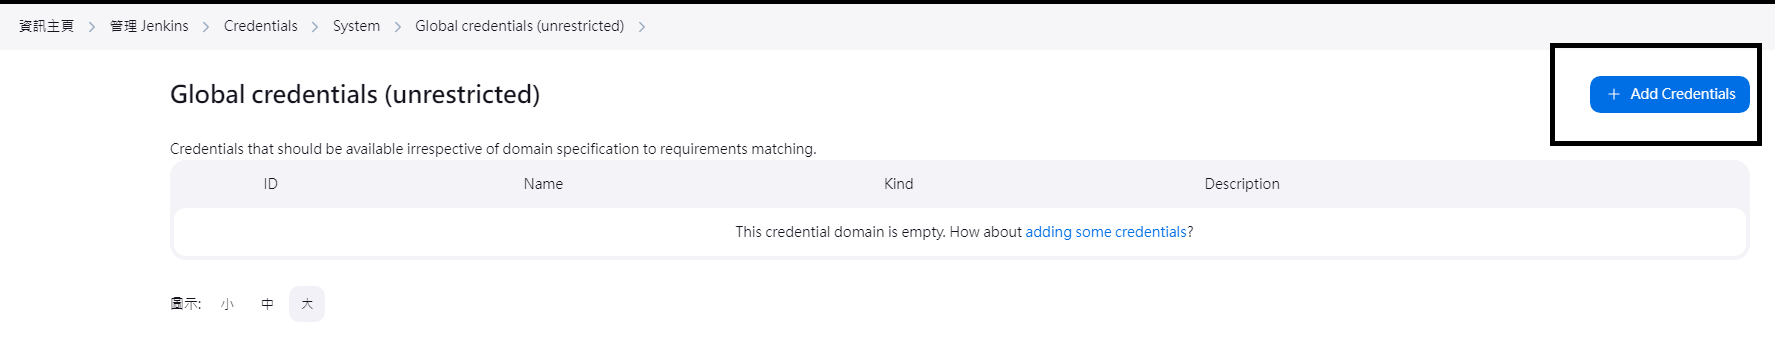 資訊主頁 > 管理 Jenkins > Credentials > System > Global credentials (unrestricted) >
Global credentials (unrestricted)
+ Add Credentials
Credentials that should be available irrespective of domain specification to requirements matching.
ID Name Kind Description
This credential domain is empty. How about adding some credentials?
圖示: 小 中 大